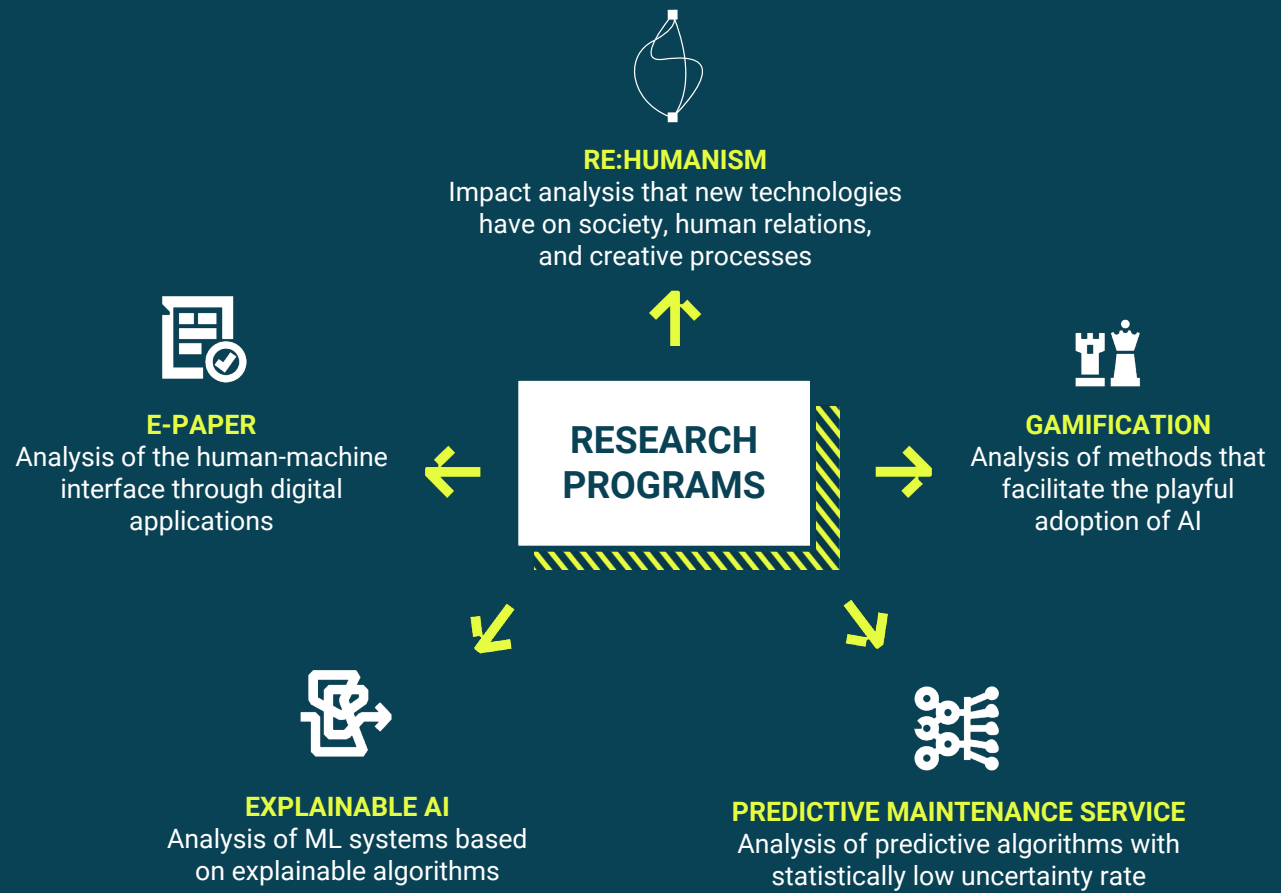 RE:HUMANISM
Impact analysis that new technologies
have on society, human relations,
and creative processes
E-PAPER
Analysis of the human-machine
interface through digital
applications
RESEARCH
PROGRAMS
GAMIFICATION
Analysis of methods that
facilitate the playful
adoption of AI
EXPLAINABLE AI
Analysis of ML systems based
on explainable algorithms
PREDICTIVE MAINTENANCE SERVICE
Analysis of predictive algorithms with
statistically low uncertainty rate